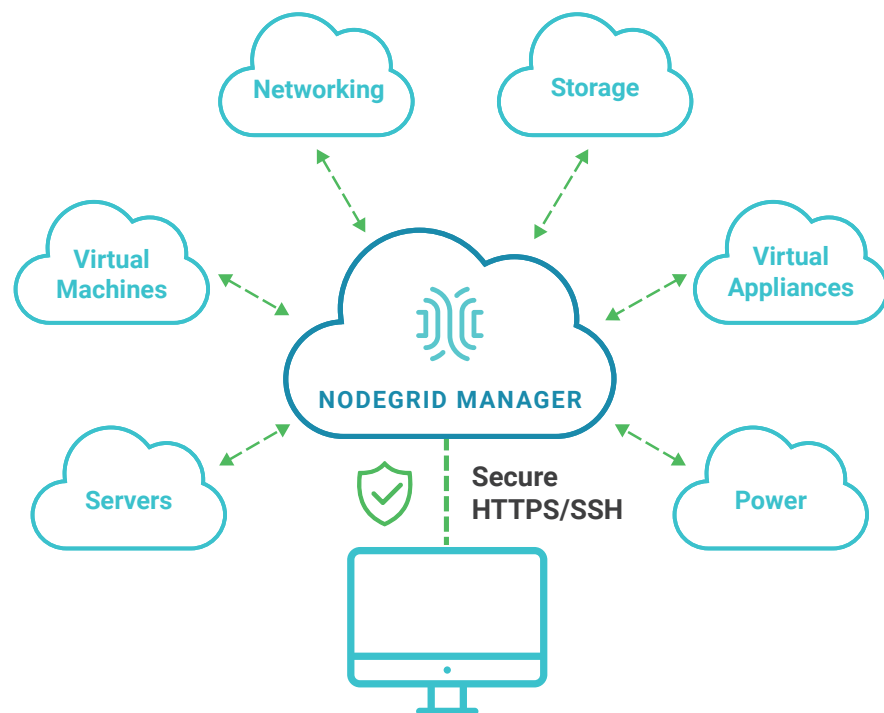 Networking
Storage
Virtual
Machines
Virtual
Appliances
NODEGRID MANAGER
Servers
Secure
HTTPS/SSH
Power